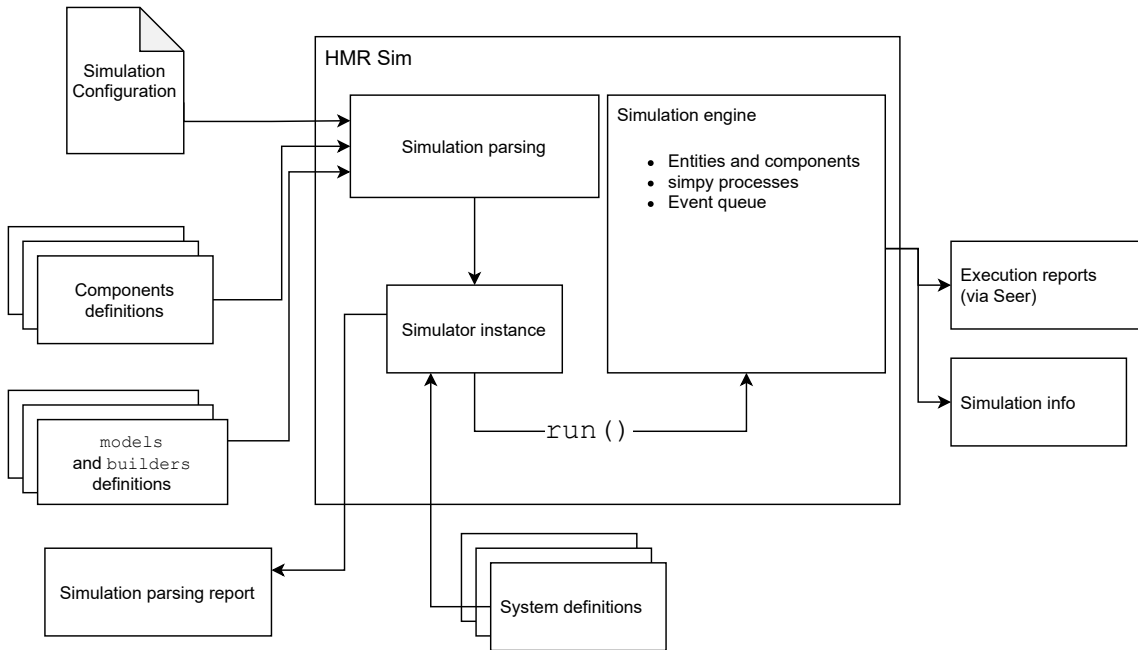 Simulation
Configuration
HMR Sim
Simulation parsing
Simulation engine
Entities and components
simpy processes
Event queue
Components
definitions
Simulator instance
Execution reports
(via Seer)
Simulation info
models
and builders
definitions
run()
Simulation parsing report
System definitions